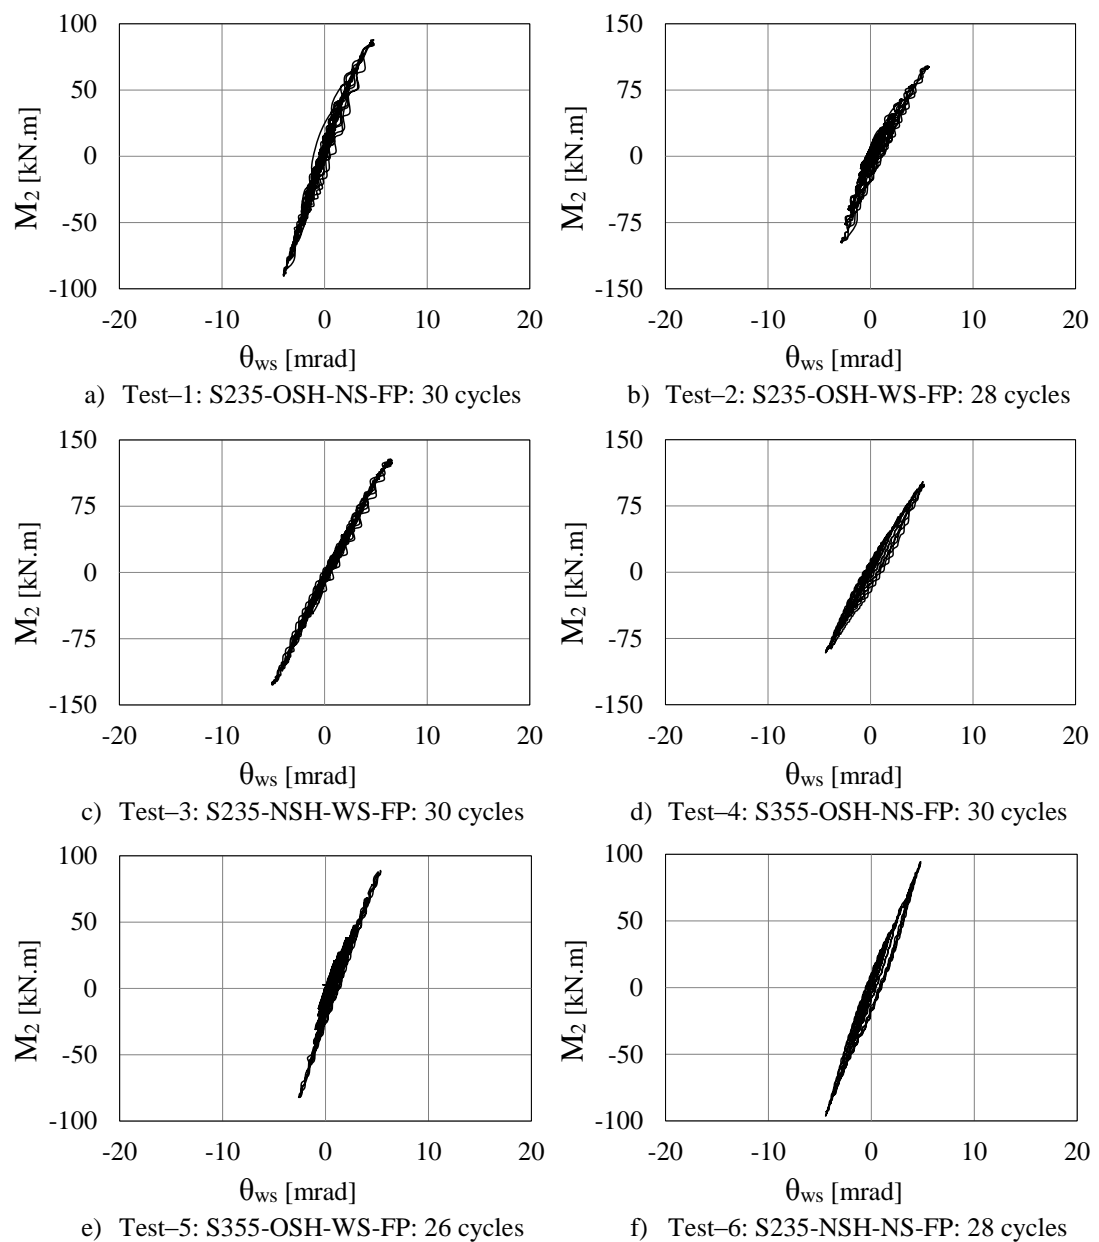 100
50
0
-50
-100
M2 [kN.m]
-20 -10 0 10 20
θws [mrad]
a) Test–1: S235-OSH-NS-FP: 30 cycles
150
75
0
-75
-150
M2 [kN.m]
-20 -10 0 10 20
θws [mrad]
b) Test–2: S235-OSH-WS-FP: 28 cycles
150
75
0
-75
-150
M2 [kN.m]
-20 -10 0 10 20
θws [mrad]
c) Test–3: S235-NSH-WS-FP: 30 cycles
150
75
0
-75
-150
M2 [kN.m]
-20 -10 0 10 20
θws [mrad]
d) Test–4: S355-OSH-NS-FP: 30 cycles
100
50
0
-50
-100
M2 [kN.m]
-20 -10 0 10 20
θws [mrad]
e) Test–5: S355-OSH-WS-FP: 26 cycles
100
50
0
-50
-100
M2 [kN.m]
-20 -10 0 10 20
θws [mrad]
f) Test–6: S235-NSH-NS-FP: 28 cycles